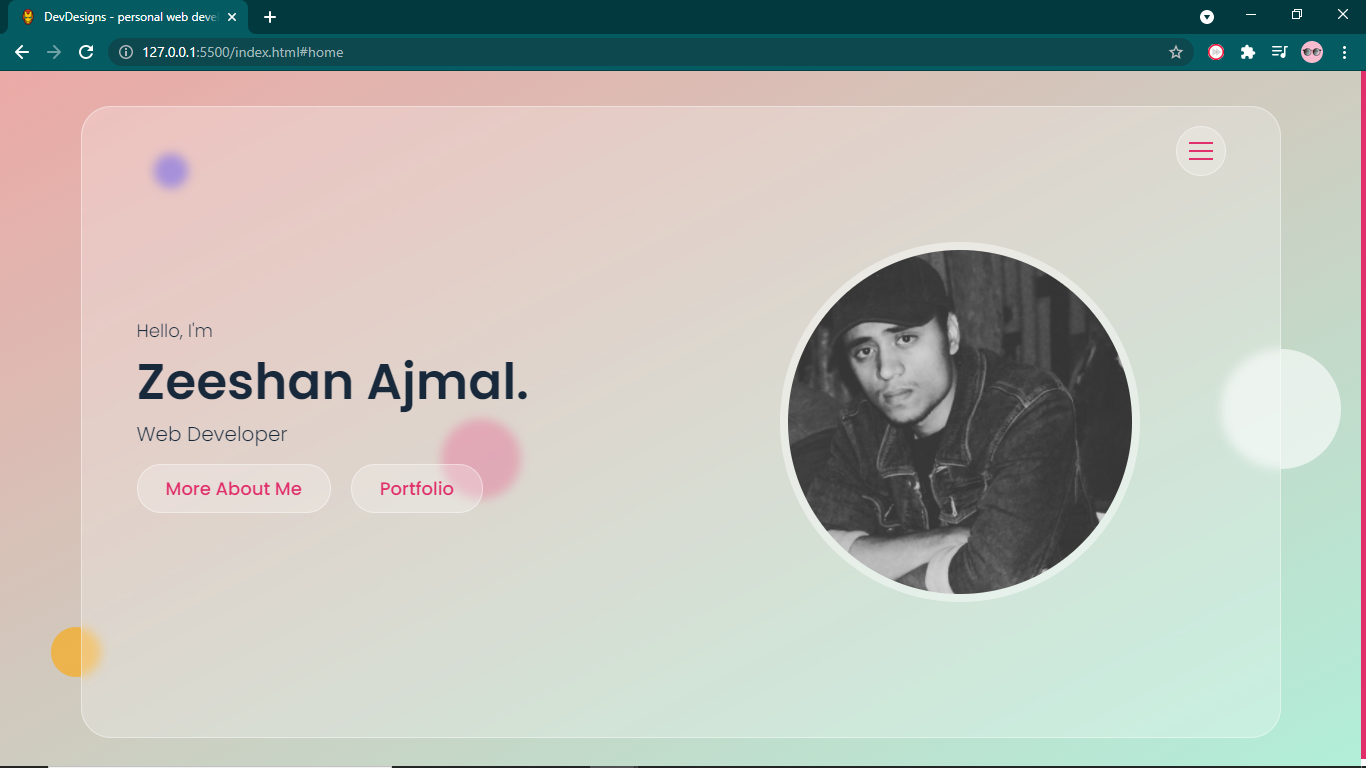 DevDesigns - personal web deve
127.0.0.1:5500/index.html#home
Hello, I'm
Zeeshan Ajmal.
Web Developer
More About Me
Portfolio